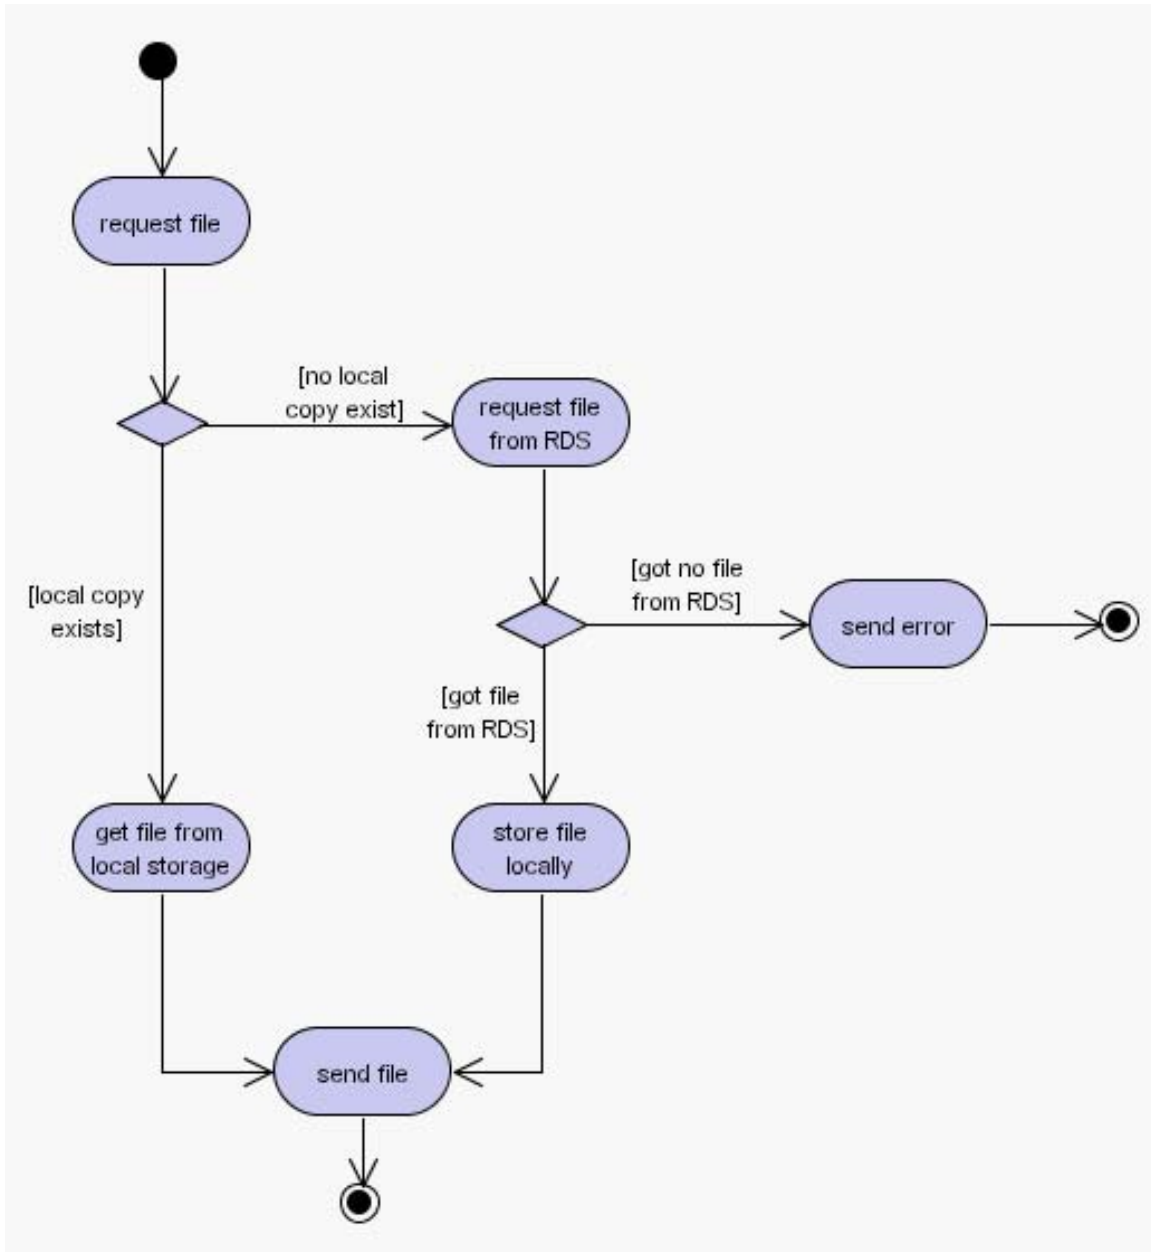 request file
[no local
copy exist]
request file
from RDS
[local copy
exists]
[got no file
from RDS]
send error
[got file
from RDS]
get file from
local storage
store file
locally
send file